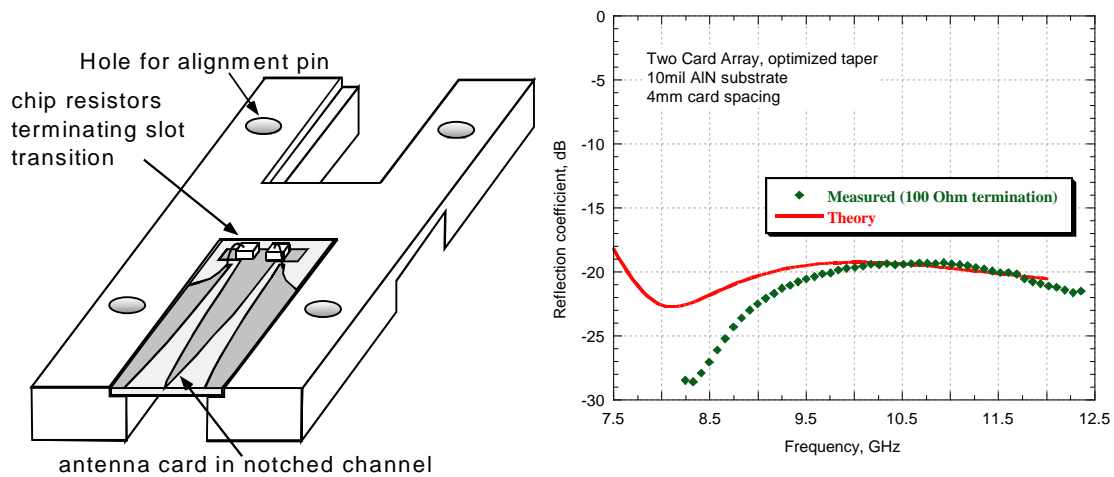 Hole for alignment pin
chip resistors
terminating slot
transition
antenna card in notched channel
0
-5
-10
-15
-20
-25
-30
Reflection coefficient, dB
Two Card Array, optimized taper
10mil AlN substrate
4mm card spacing
Measured (100 Ohm termination)
Theory
7.5 8.5 9.5 10.5 11.5 12.5
Frequency, GHz